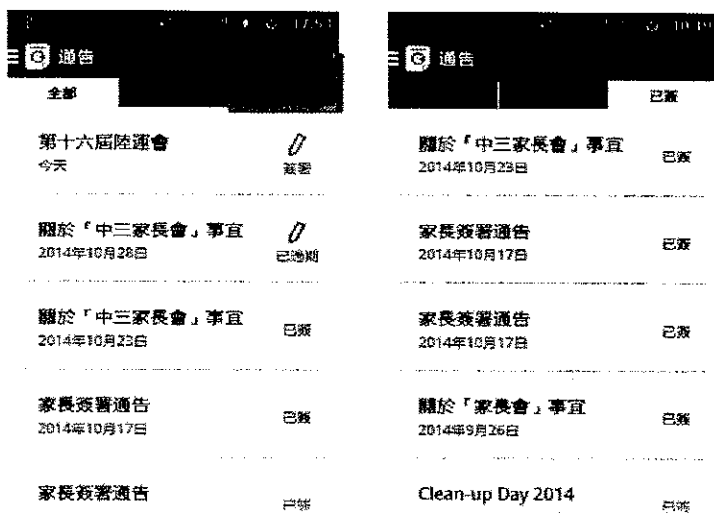 17:53
通告
全部
第十六屆陸運會
今天
簽署
關於「中三家長會」事宜
2014年10月28日
已過期
關於「中三家長會」事宜
2014年10月23日
已簽
家長簽署通告
2014年10月17日
已簽
家長簽署通告
已簽
10:49
通告
已簽
關於「中三家長會」事宜
2014年10月23日
已簽
家長簽署通告
2014年10月17日
已簽
家長簽署通告
2014年10月17日
已簽
關於「家長會」事宜
2014年9月26日
已簽
Clean-up Day 2014
已簽